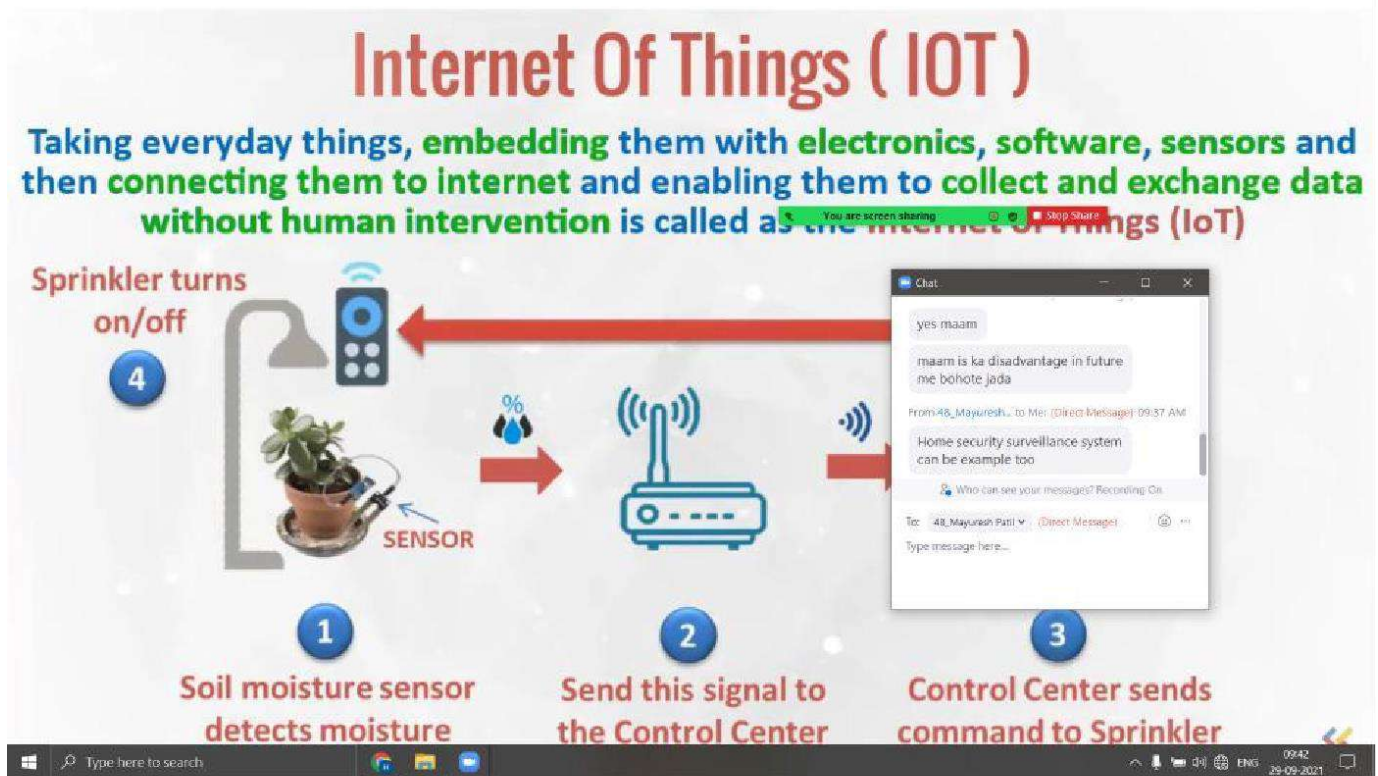 Internet Of Things ( IOT )
Taking everyday things, embedding them with electronics, software, sensors and
then connecting them to internet and enabling them to collect and exchange data
without human intervention is called as the Internet Of Things (IoT)
You are screen sharing
Stop Share
Sprinkler turns
on/off
4
%
SENSOR
Chat
yes maam
maam is ka disadvantage in future
me bohote jada
From 48_Mayuresh... to Me: (Direct Message) 09:37 AM
Home security surveillance system
can be example too
Who can see your messages? Recording On
To: 48_Mayuresh Patil (Direct Message)
Type message here...
1
Soil moisture sensor
detects moisture
2
Send this signal to
the Control Center
3
Control Center sends
command to Sprinkler
Type here to search
ENG
09:42
29-09-2021